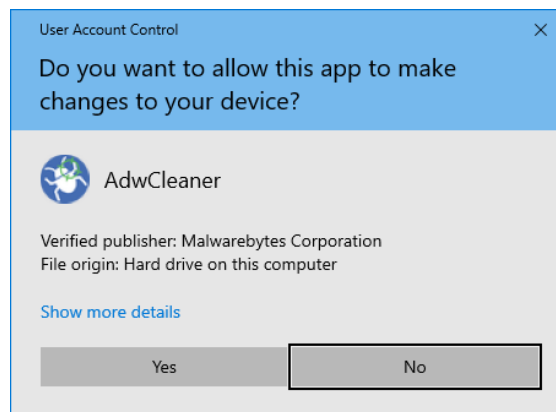 User Account Control
Do you want to allow this app to make
changes to your device?
AdwCleaner
Verified publisher: Malwarebytes Corporation
File origin: Hard drive on this computer
Show more details
Yes
No